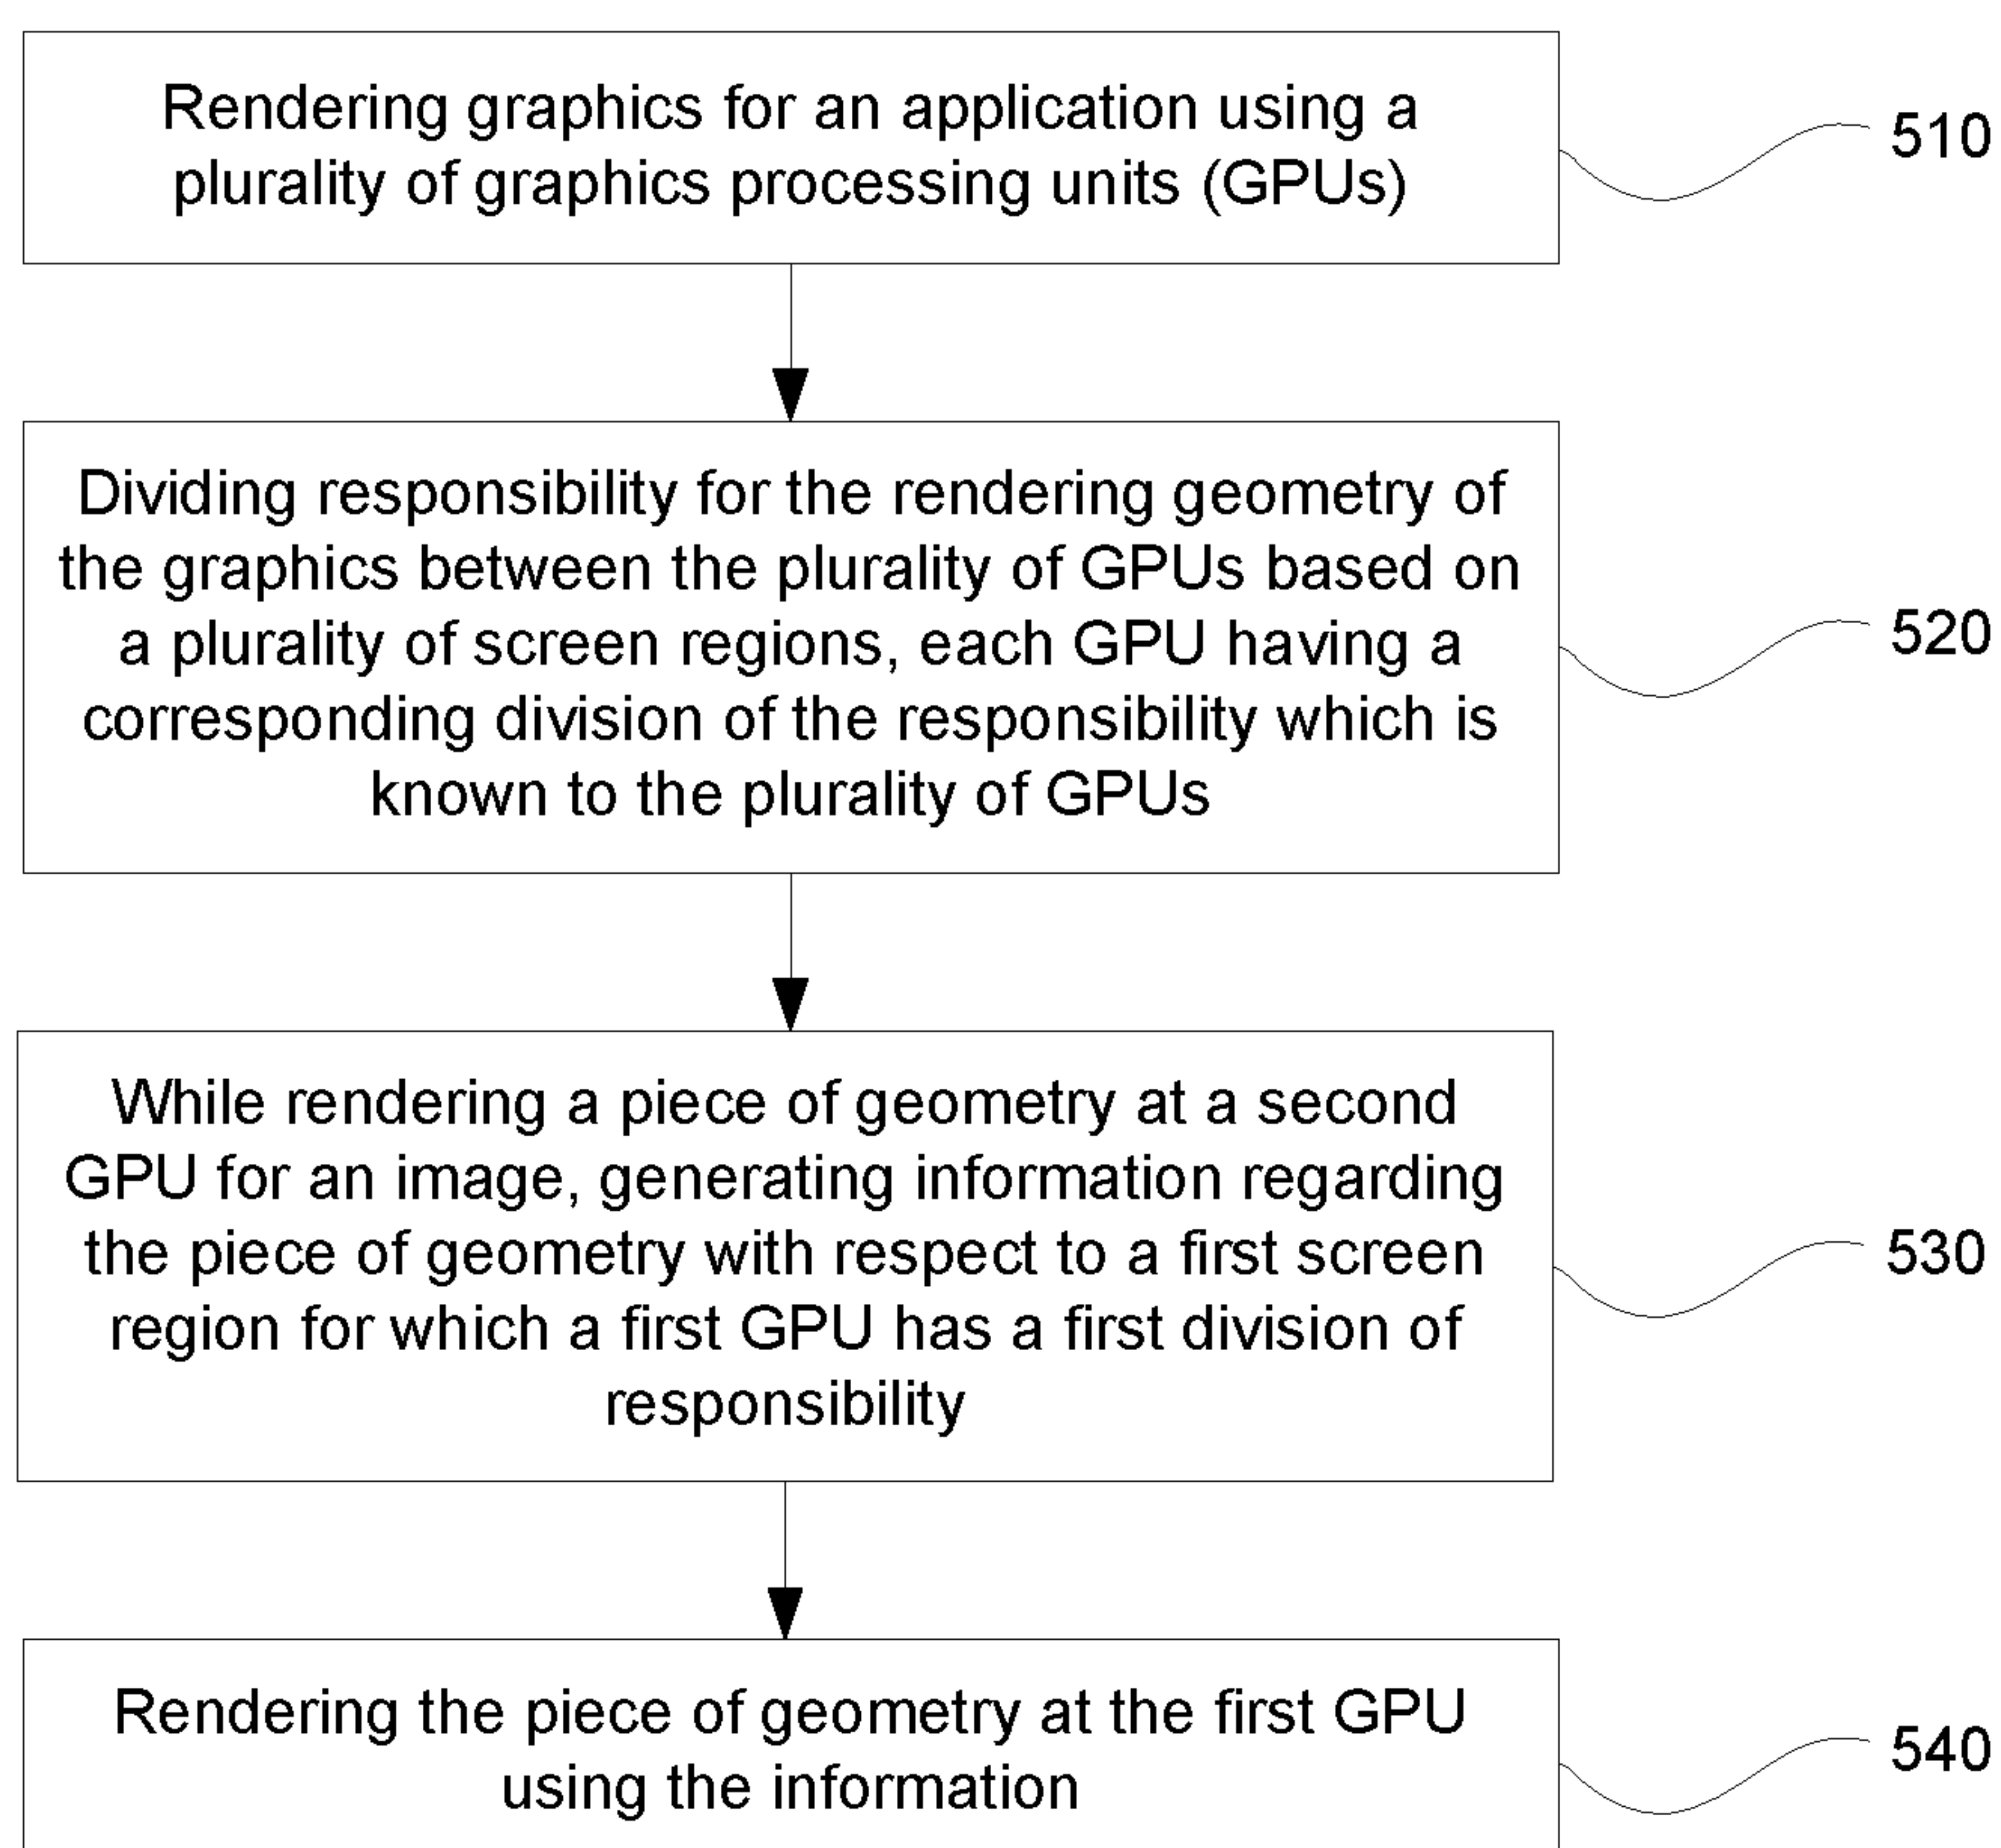 Rendering graphics for an application using a
plurality of graphics processing units (GPUs)
510
Dividing responsibility for the rendering geometry of
the graphics between the plurality of GPUs based on
a plurality of screen regions, each GPU having a
corresponding division of the responsibility which is
known to the plurality of GPUs
520
While rendering a piece of geometry at a second
GPU for an image, generating information regarding
the piece of geometry with respect to a first screen
region for which a first GPU has a first division of
responsibility
530
Rendering the piece of geometry at the first GPU
using the information
540